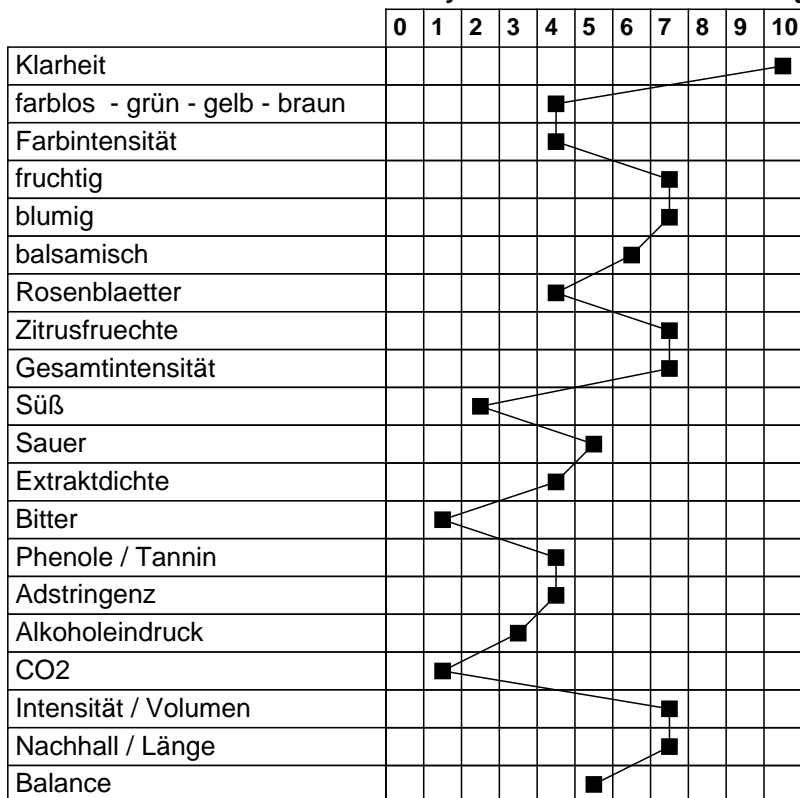 0 1 2 3 4 5 6 7 8 9 10
Klarheit
farblos - grün - gelb - braun
Farbintensität
fruchtig
blumig
balsamisch
Rosenblaetter
Zitrusfruechte
Gesamtintensität
Süß
Sauer
Extraktdichte
Bitter
Phenole / Tannin
Adstringenz
Alkoholeindruck
CO2
Intensität / Volumen
Nachhall / Länge
Balance